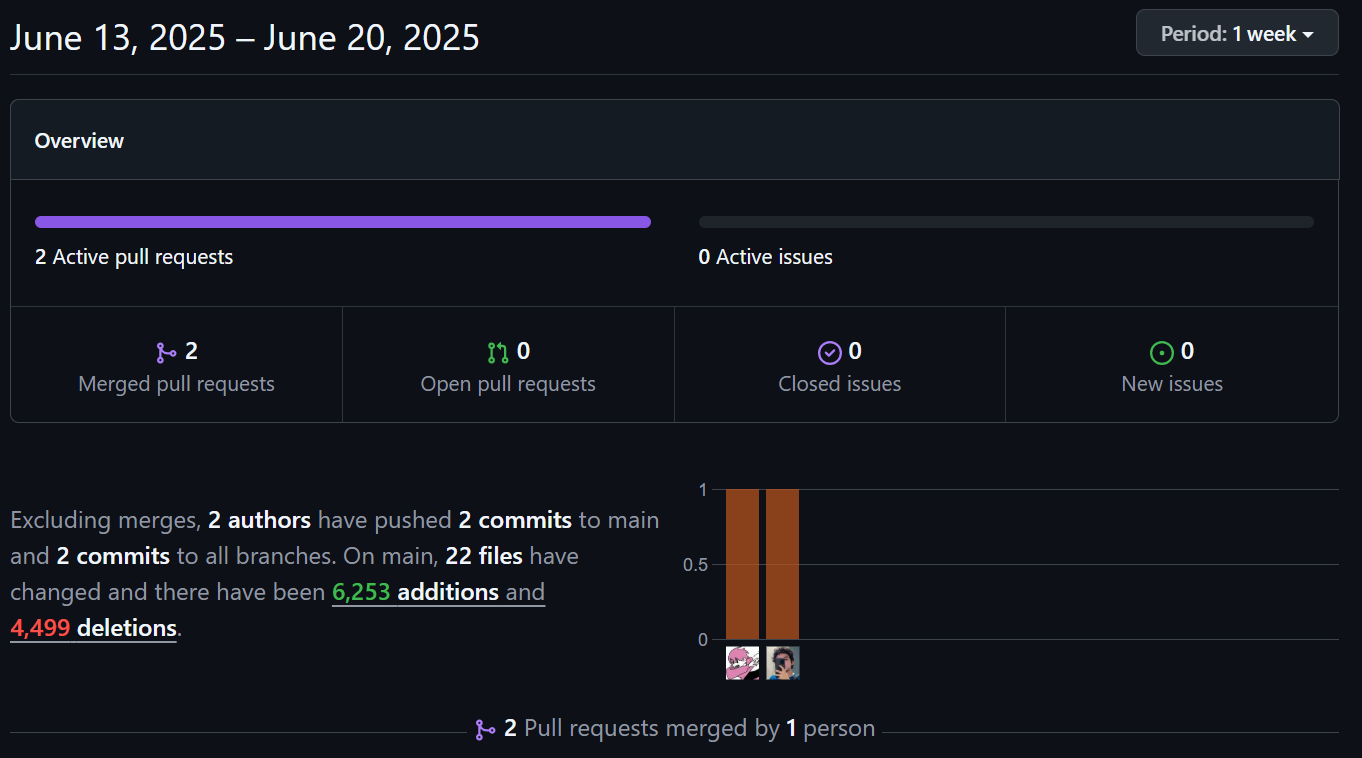 June 13, 2025 – June 20, 2025
Period: 1 week
Overview
2 Active pull requests
0 Active issues
2
Merged pull requests
0
Open pull requests
0
Closed issues
0
New issues
Excluding merges, 2 authors have pushed 2 commits to main
and 2 commits to all branches. On main, 22 files have
changed and there have been 6,253 additions and
4,499 deletions.
1
0.5
0
2 Pull requests merged by 1 person